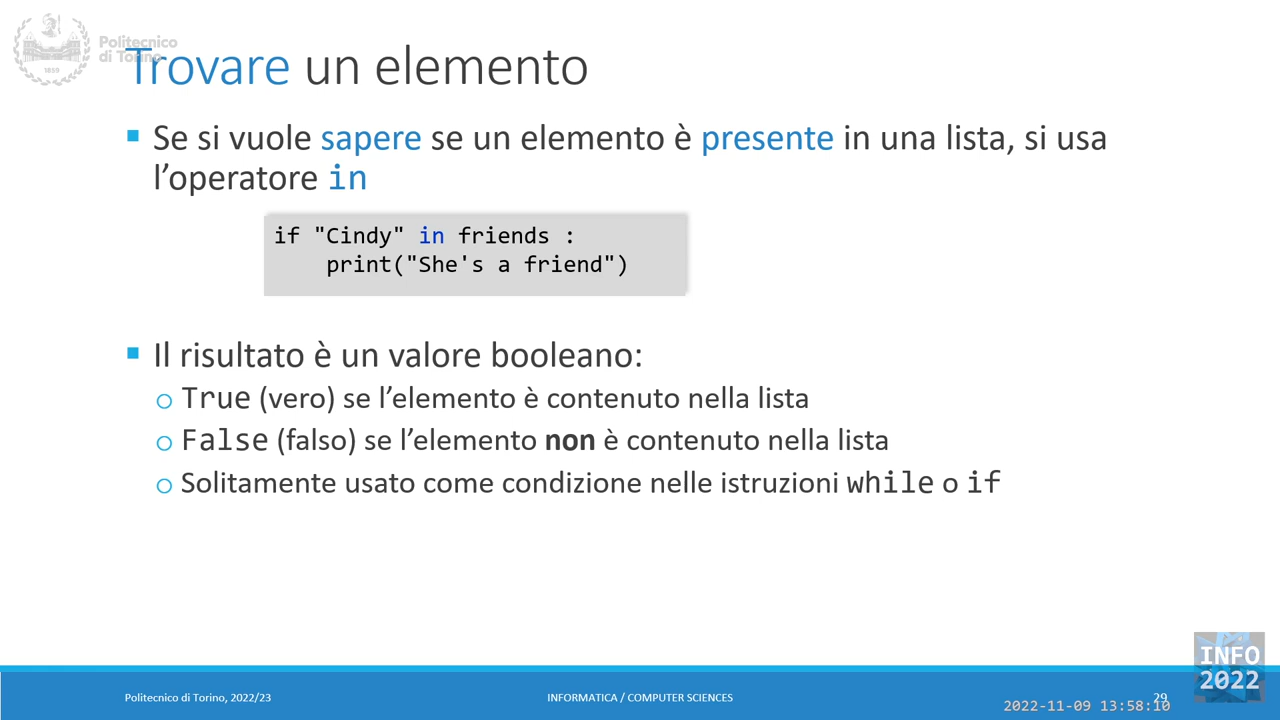 Politecnico
di Torino
1859
Trovare un elemento
▪ Se si vuole sapere se un elemento è presente in una lista, si usa
l’operatore in
if "Cindy" in friends :
    print("She's a friend")
▪ Il risultato è un valore booleano:
o True (vero) se l’elemento è contenuto nella lista
o False (falso) se l’elemento non è contenuto nella lista
o Solitamente usato come condizione nelle istruzioni while o if
INFO
2022
Politecnico di Torino, 2022/23
INFORMATICA / COMPUTER SCIENCES
29
2022-11-09 13:58:10